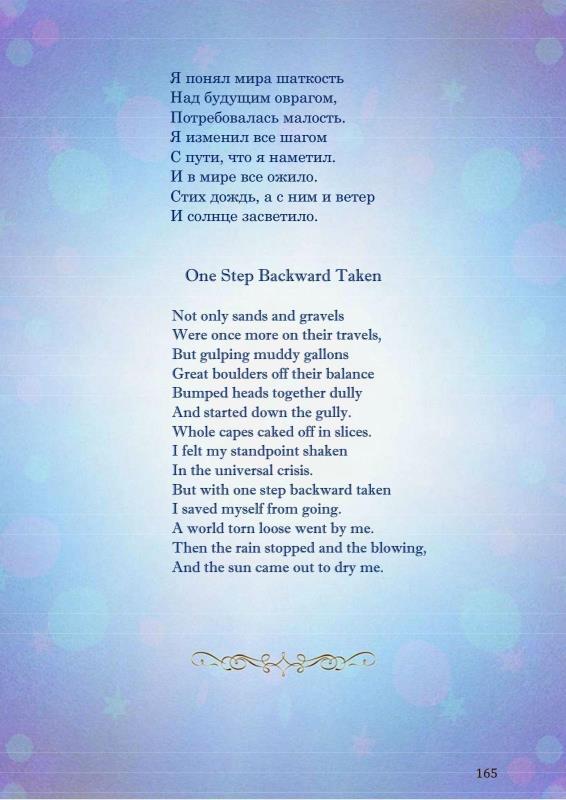 Я понял мира шаткость
Над будущим оврагом,
Потребовалась малость.
Я изменил все шагом
С пути, что я наметил.
И в мире все ожило.
Стих дождь, а с ним и ветер
И солнце засветило.
One Step Backward Taken
Not only sands and gravels
Were once more on their travels,
But gulping muddy gallons
Great boulders off their balance
Bumped heads together dully
And started down the gully.
Whole capes caked off in slices.
I felt my standpoint shaken
In the universal crisis.
But with one step backward taken
I saved myself from going.
A world torn loose went by me.
Then the rain stopped and the blowing,
And the sun came out to dry me.
165